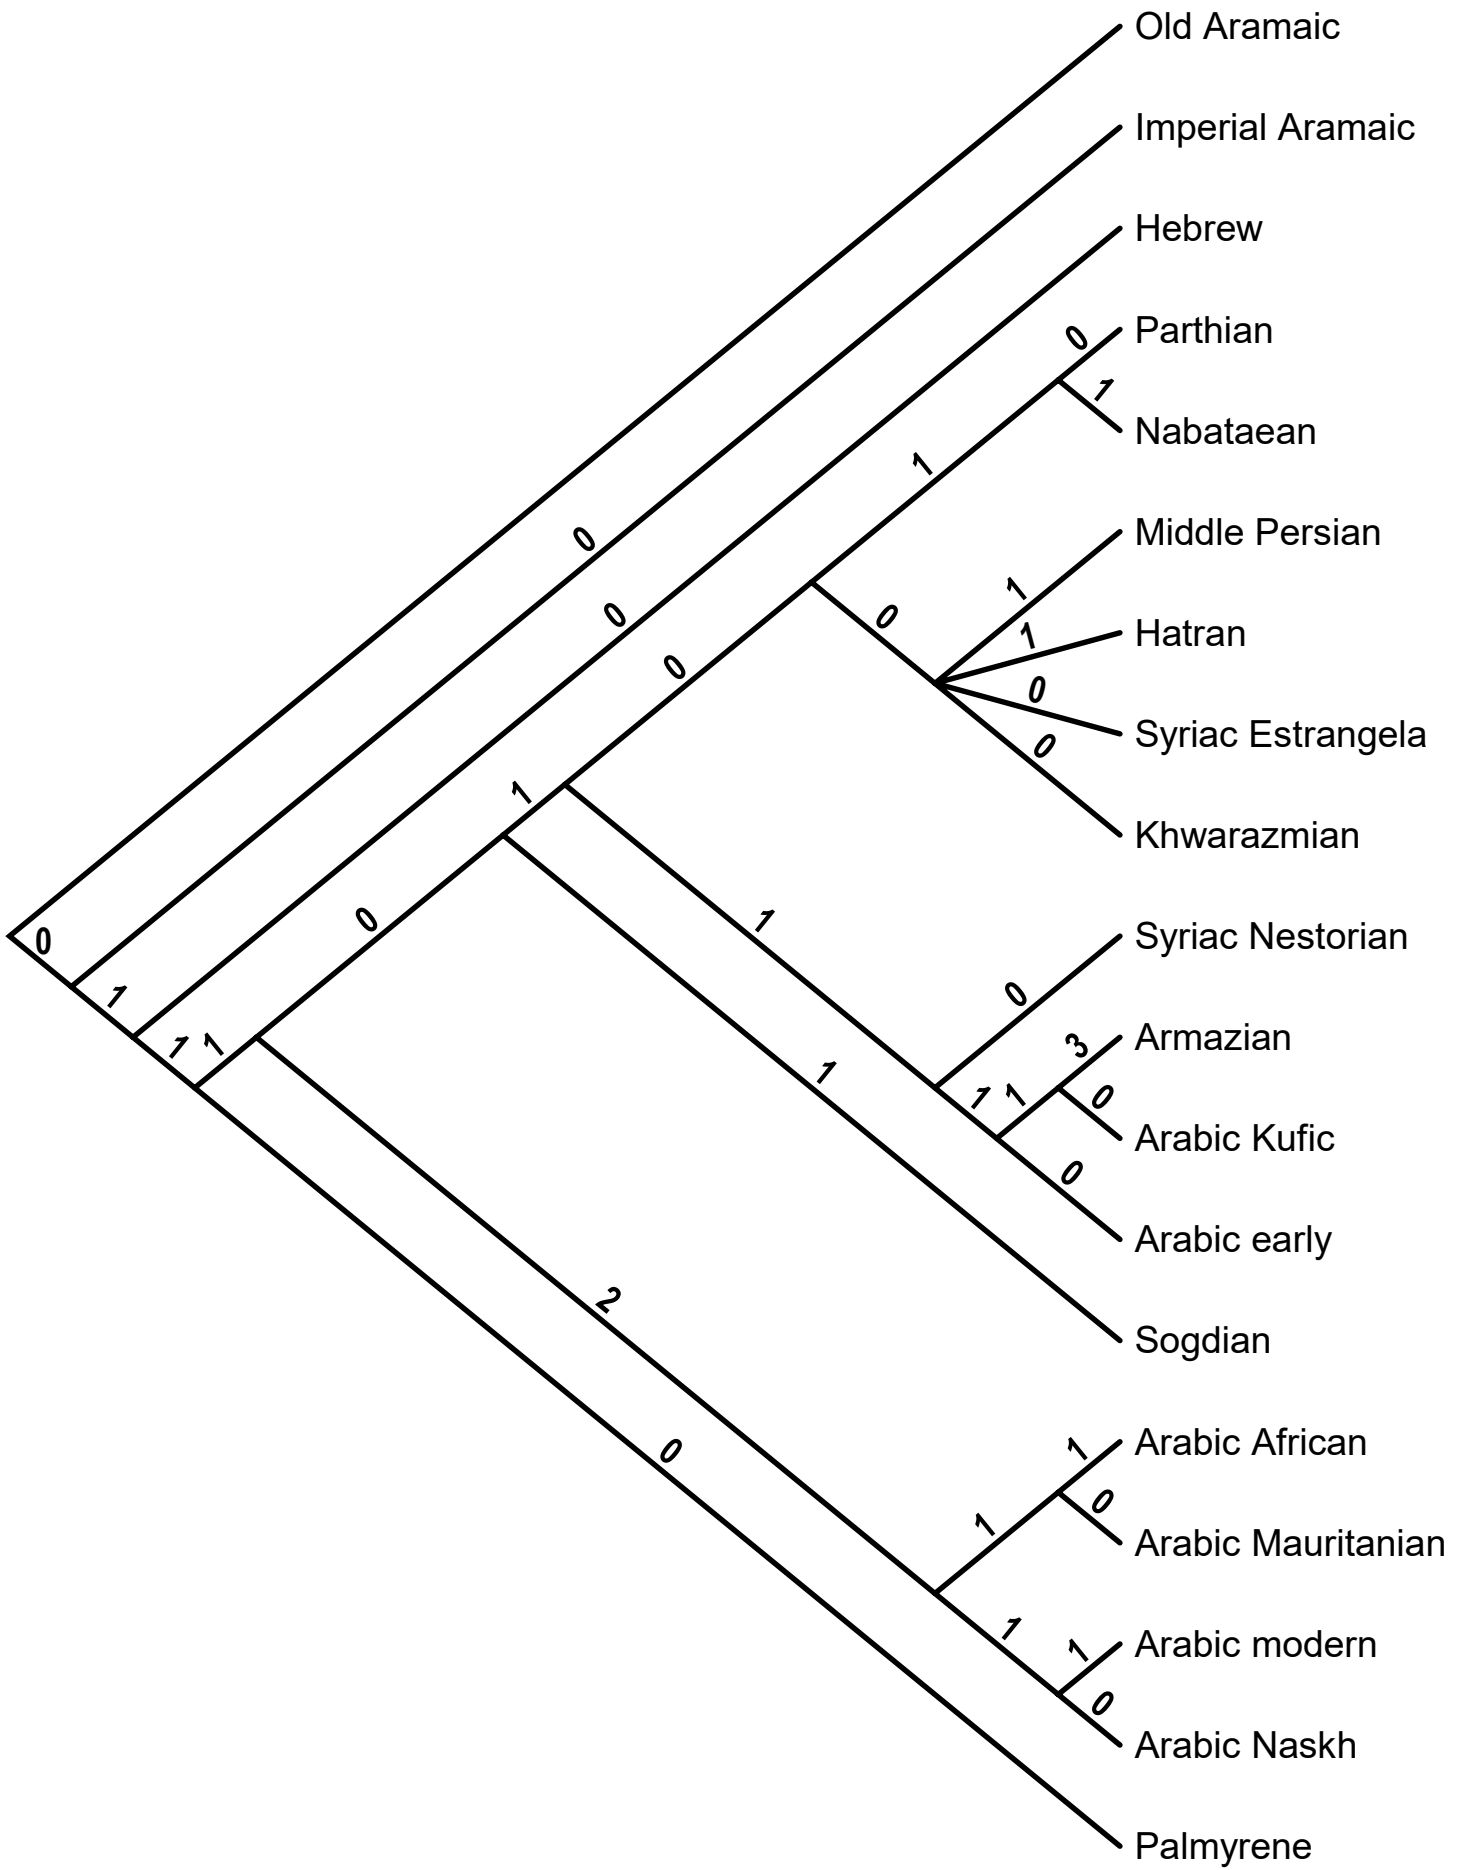 Old Aramaic
Imperial Aramaic
Hebrew
0
Parthian
1
Nabataean
1
Middle Persian
0
1
0
1
Hatran
0
0
0
Syriac Estrangela
0
1
Khwarazmian
0
1
Syriac Nestorian
0
1
0
3
Armazian
1
1
1
1
1
1
0
Arabic Kufic
0
Arabic early
2
Sogdian
1
Arabic African
0
1
0
Arabic Mauritanian
1
1
Arabic modern
0
Arabic Naskh
Palmyrene